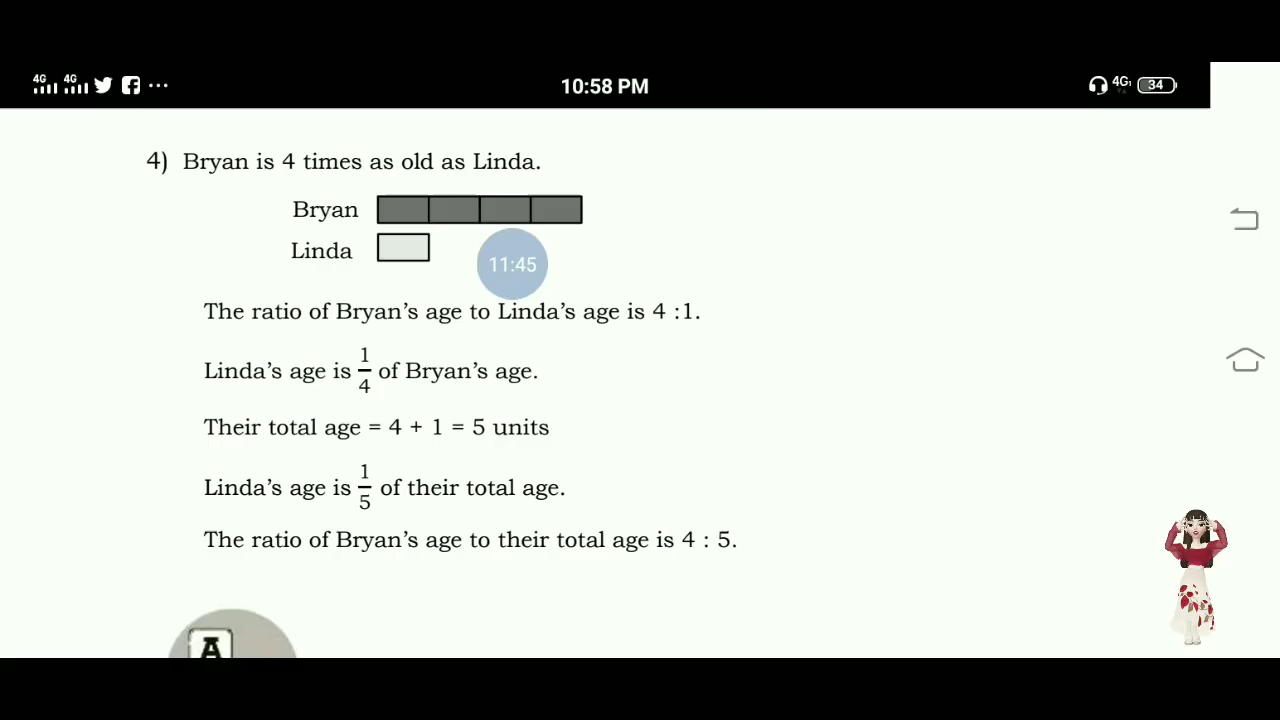 4G 4G ... 10:58 PM 4G 34
4) Bryan is 4 times as old as Linda.
Bryan
Linda
11:45
The ratio of Bryan's age to Linda's age is 4 :1.
Linda's age is 1/4 of Bryan's age.
Their total age = 4 + 1 = 5 units
Linda's age is 1/5 of their total age.
The ratio of Bryan's age to their total age is 4 : 5.
A